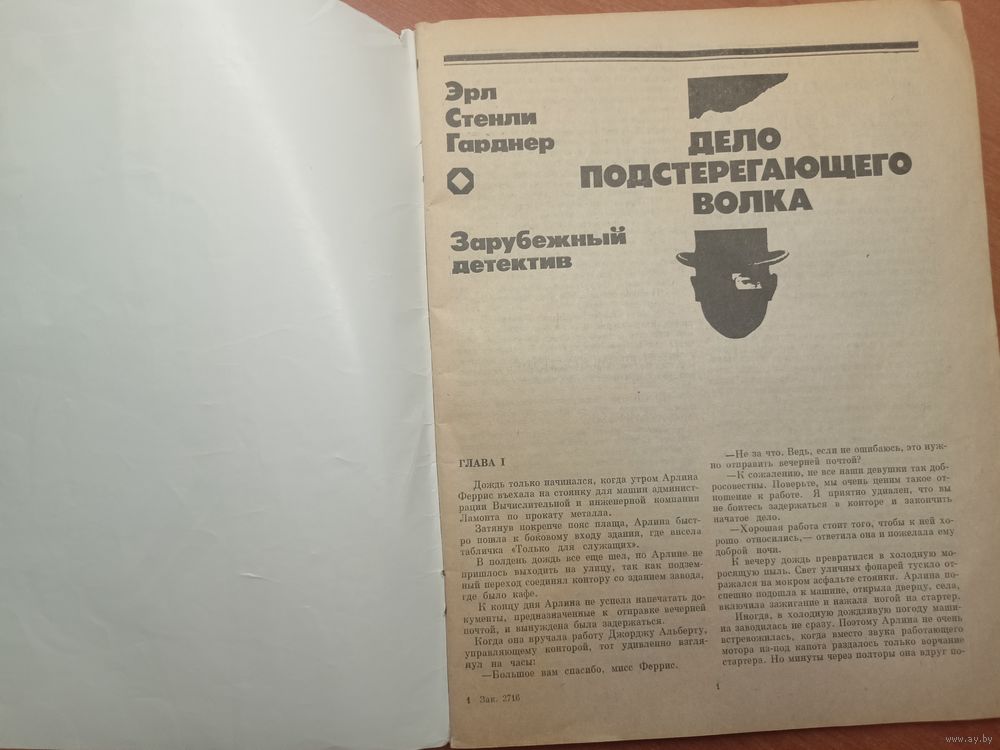 Эрл
Стенли
Гарднер
ДЕЛО
ПОДСТЕРЕГАЮЩЕГО
ВОЛКА
Зарубежный
детектив
ГЛАВА I
Дождь только начинался, когда утром Арлина
Феррис въехала на стоянку для машин админист-
рации Вычислительной и инженерной компании
Ламонта по прокату металла.
Затянув покрепче пояс плаща, Арлина быст-
ро пошла к боковому входу здания, где висела
табличка «Только для служащих».
В полдень дождь все еще шел, но Арлине не
пришлось выходить на улицу, так как подзем-
ный переход соединял контору со зданием завода,
где было кафе.
К концу дня Арлина не успела напечатать до-
кументы, предназначенные к отправке вечерней
почтой, и вынуждена была задержаться.
Когда она вручала работу Джорджу Альберту,
управляющему конторой, тот удивленно взгля-
нул на часы:
—Большое вам спасибо, мисс Феррис.
1 Зак. 2716
—Не за что. Ведь, если не ошибаюсь, это нуж-
но отправить вечерней почтой?
—К сожалению, не все наши девушки так доб-
росовестны. Поверьте, мы очень ценим такое от-
ношение к работе. Я приятно удивлен, что вы
не боитесь задержаться в конторе и закончить
начатое дело.
—Хорошая работа стоит того, чтобы к ней хо-
рошо относились,— ответила она и пожелала ему
доброй ночи.
К вечеру дождь превратился в холодную мо-
росящую пыль. Свет уличных фонарей тускло от-
ражался на мокром асфальте стоянки. Арлина по-
спешно подошла к машине, открыла дверцу, села,
включила зажигание и нажала ногой на стартер.
Иногда, в холодную дождливую погоду маши-
на заводилась не сразу. Поэтому Арлина не очень
встревожилась, когда вместо звука работающего
мотора из-под капота раздалось только ворчание
стартера. Но минуты через полторы она вдруг по-
1
www.ay.by